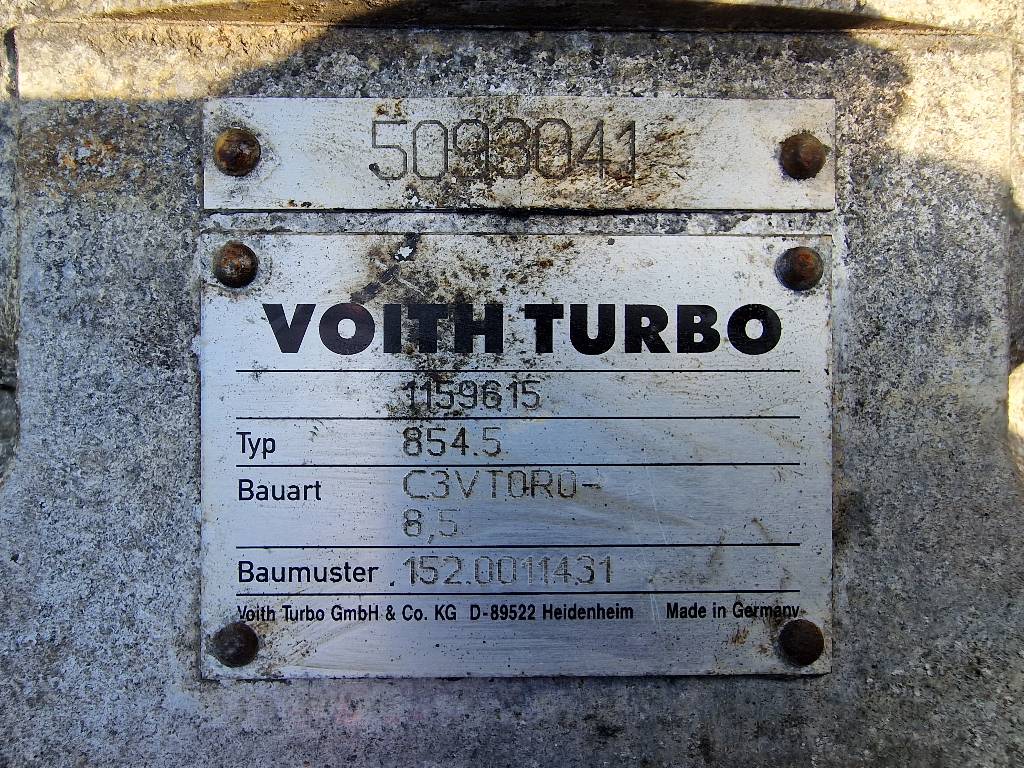 5093041
VOITH TURBO
1159615
Typ 854.5
Bauart C3VT0R0-
8,5
Baumuster 152.0011431
Voith Turbo GmbH & Co. KG D-89522 Heidenheim Made in Germany